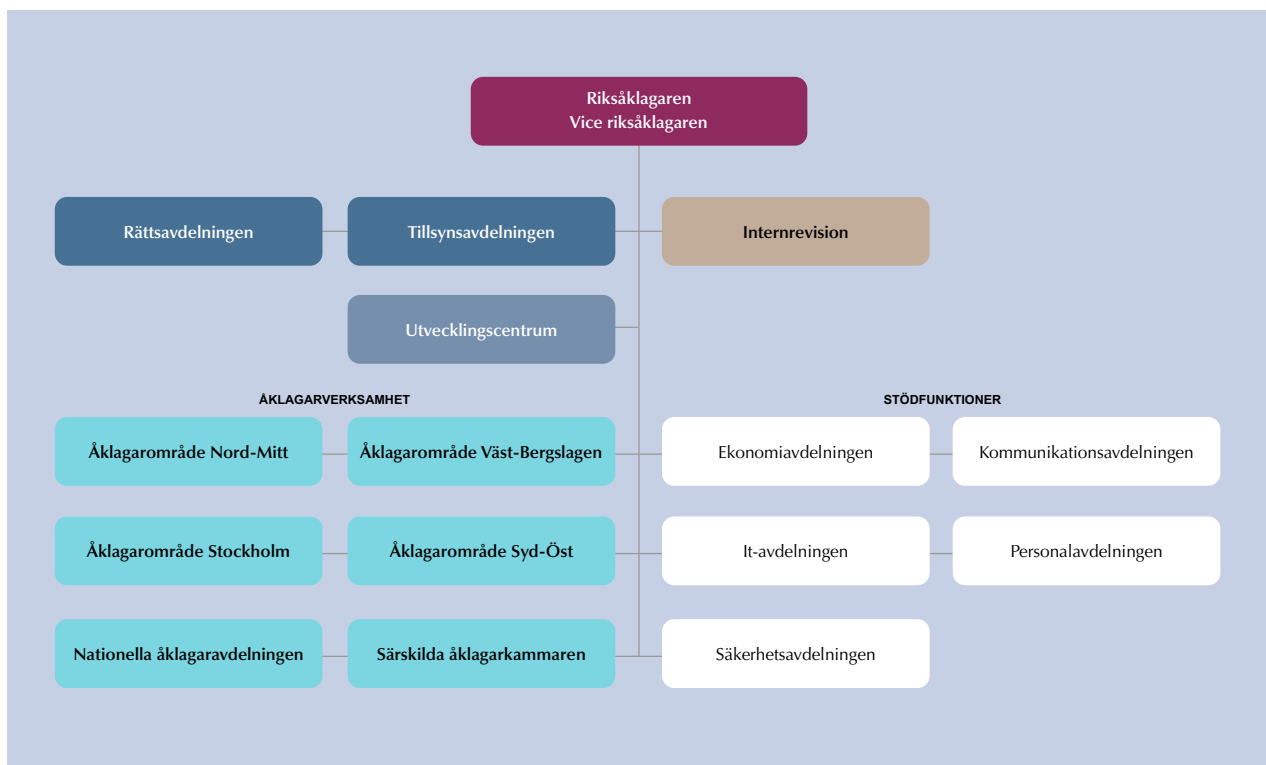 Riksåklagaren
Vice riksåklagaren
Rättsavdelningen
Tillsynsavdelningen
Internrevision
Utvecklingscentrum
ÅKLAGARVERKSAMHET
STÖDFUNKTIONER
Åklagarområde Nord-Mitt
Åklagarområde Väst-Bergslagen
Ekonomiavdelningen
Kommunikationsavdelningen
Åklagarområde Stockholm
Åklagarområde Syd-Öst
It-avdelningen
Personalavdelningen
Nationella åklagaravdelningen
Särskilda åklagarkammaren
Säkerhetsavdelningen